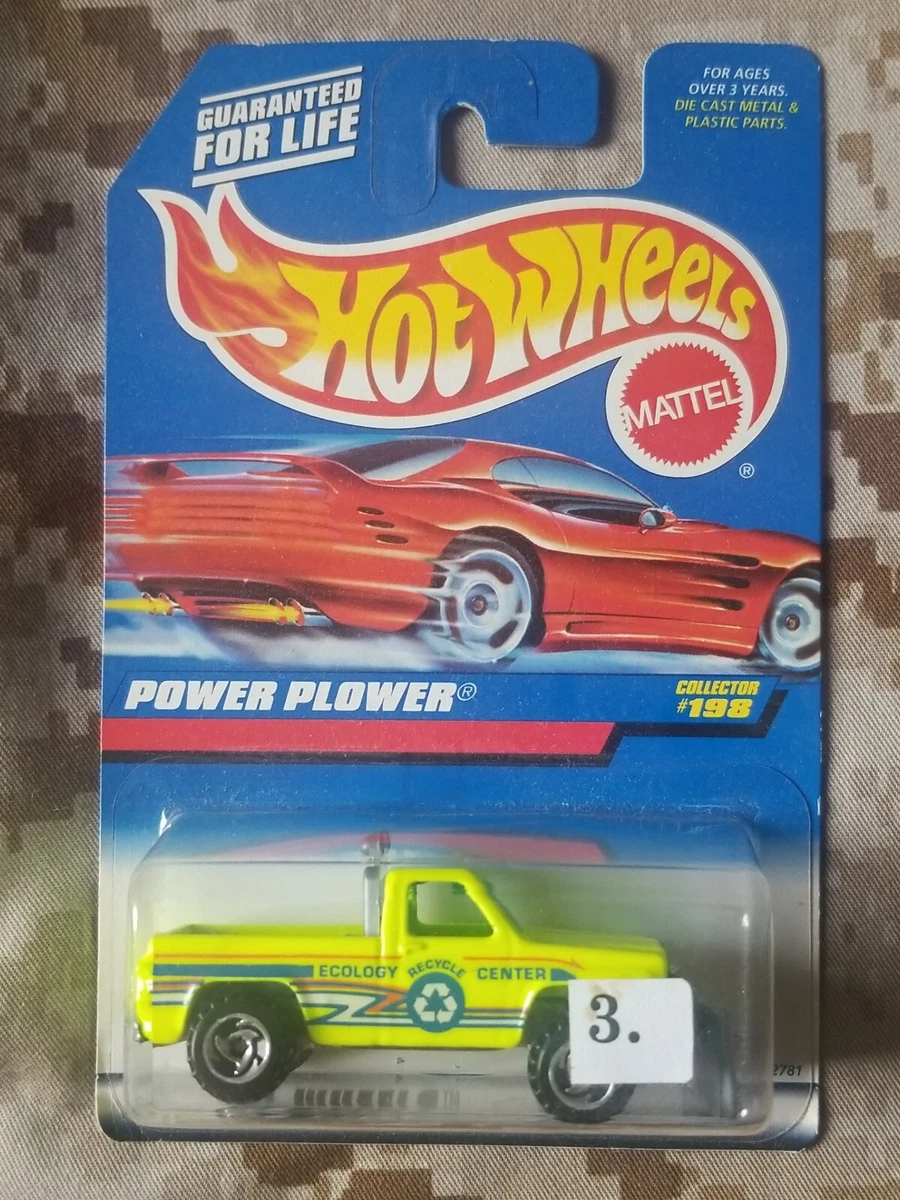 GUARANTEED
FOR LIFE
FOR AGES
OVER 3 YEARS.
DIE CAST METAL &
PLASTIC PARTS.
HOT WHEELS
MATTEL
®
POWER PLOWER®
COLLECTOR
#198
ECOLOGY RECYCLE CENTER
3.
2781